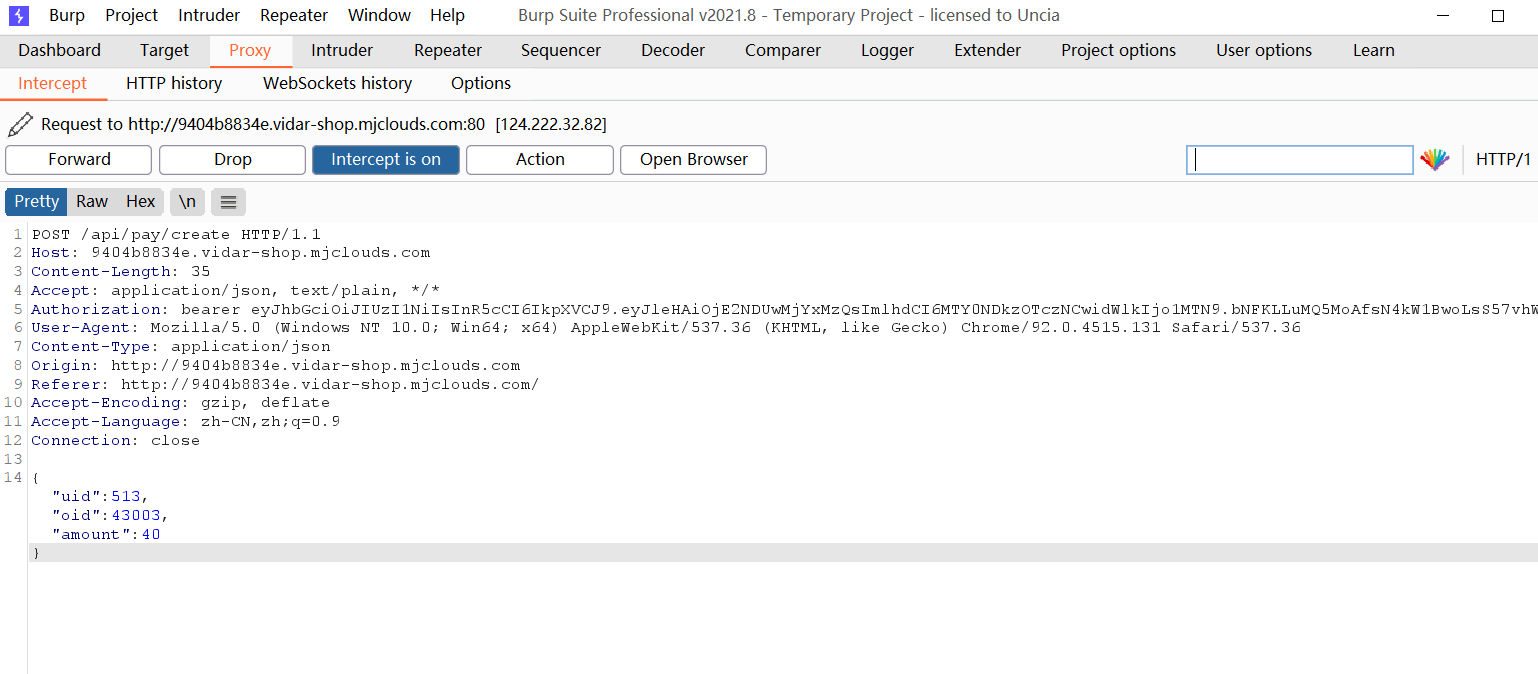 Burp Project Intruder Repeater Window Help Burp Suite Professional v2021.8 - Temporary Project - licensed to Uncia
Dashboard Target Proxy Intruder Repeater Sequencer Decoder Comparer Logger Extender Project options User options Learn
Intercept HTTP history WebSockets history Options
Request to http://9404b8834e.vidar-shop.mjclouds.com:80 [124.222.32.82]
Forward Drop Intercept is on Action Open Browser HTTP/1
Pretty Raw Hex \n
1 POST /api/pay/create HTTP/1.1
2 Host: 9404b8834e.vidar-shop.mjclouds.com
3 Content-Length: 35
4 Accept: application/json, text/plain, */*
5 Authorization: bearer eyJhbGciOiJIUzI1NiIsInR5cCI6IkpXVCJ9.eyJleHAiOjE2NDUwMjYxMzQsImlhdCI6MTY0NDkzOTczNCwidWlkIjo1MTN9.bNFKLLuMQ5MoAfsN4kW1BwoLsS57vhW
6 User-Agent: Mozilla/5.0 (Windows NT 10.0; Win64; x64) AppleWebKit/537.36 (KHTML, like Gecko) Chrome/92.0.4515.131 Safari/537.36
7 Content-Type: application/json
8 Origin: http://9404b8834e.vidar-shop.mjclouds.com
9 Referer: http://9404b8834e.vidar-shop.mjclouds.com/
10 Accept-Encoding: gzip, deflate
11 Accept-Language: zh-CN,zh;q=0.9
12 Connection: close
13
14 {
"uid":513,
"oid":43003,
"amount":40
}